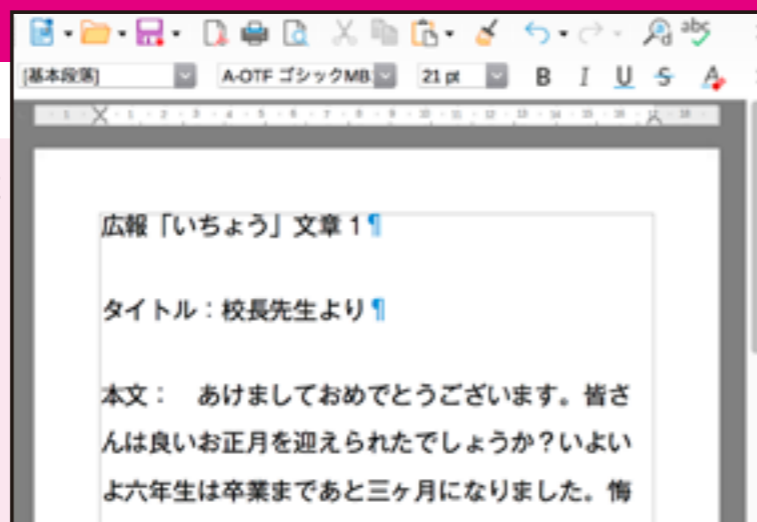 abc
[基本段落] A-OTF ゴシックMB 21 pt B I U S A
広報「いちょう」文章 1¶
タイトル：校長先生より¶
本文：　あけましておめでとうございます。皆さ
んは良いお正月を迎えられたでしょうか？いよい
よ六年生は卒業まであと三ヶ月になりました。悔